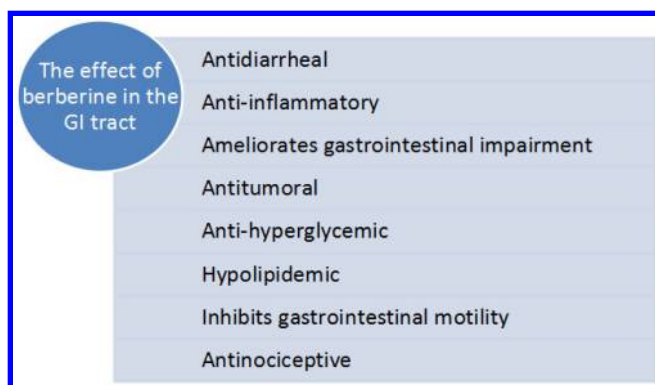 The effect of
berberine in the
GI tract
Antidiarrheal
Anti-inflammatory
Ameliorates gastrointestinal impairment
Antitumoral
Anti-hyperglycemic
Hypolipidemic
Inhibits gastrointestinal motility
Antinociceptive